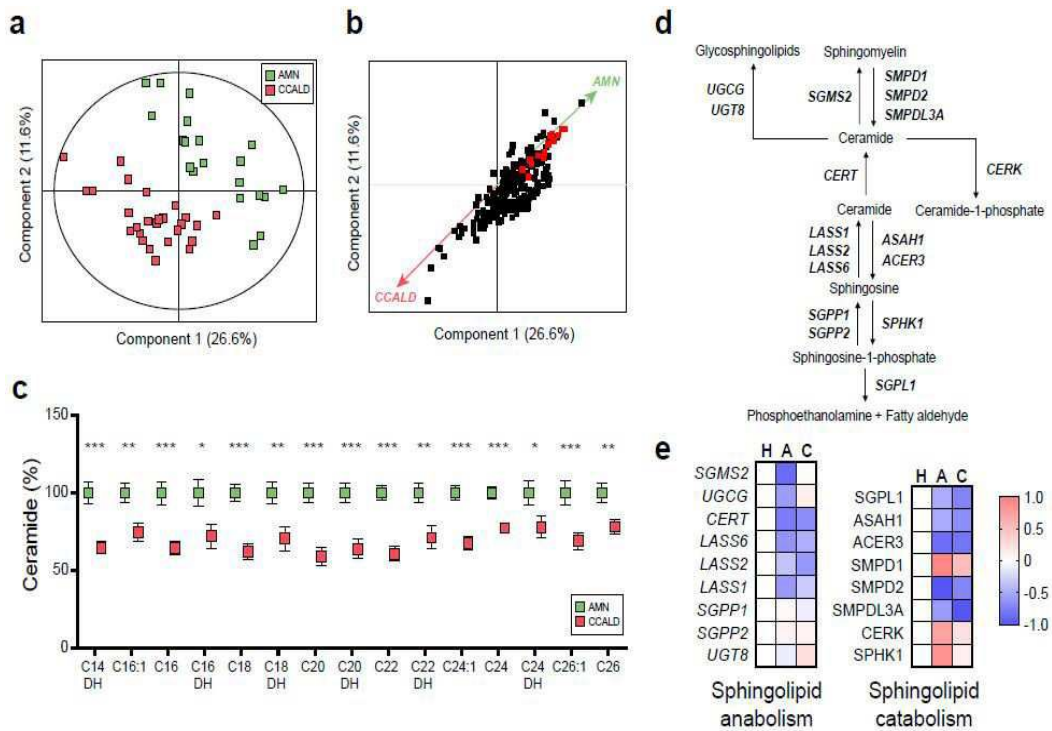 a
AMN
CCALD
Component 2 (11.6%)
Component 1 (26.6%)
b
AMN
CCALD
Component 2 (11.6%)
Component 1 (26.6%)
c
Ceramide (%)
150
100
50
0
*** ** *** * *** ** *** *** *** ** *** *** * *** **
AMN
CCALD
C14 C16:1 C16 C16 C18 C18 C20 C20 C22 C22 C24:1 C24 C24 C26:1 C26
DH DH DH DH DH DH
d
Glycosphingolipids
Sphingomyelin
UGCG
UGT8
SGMS2
SMPD1
SMPD2
SMPDL3A
Ceramide
CERT
CERK
Ceramide
Ceramide-1-phosphate
LASS1
LASS2
LASS6
ASAH1
ACER3
Sphingosine
SGPP1
SGPP2
SPHK1
Sphingosine-1-phosphate
SGPL1
Phosphoethanolamine + Fatty aldehyde
e
H A C
SGMS2
UGCG
CERT
LASS6
LASS2
LASS1
SGPP1
SGPP2
UGT8
Sphingolipid
anabolism
H A C
SGPL1
ASAH1
ACER3
SMPD1
SMPD2
SMPDL3A
CERK
SPHK1
Sphingolipid
catabolism
1.0
0.5
0
-0.5
-1.0